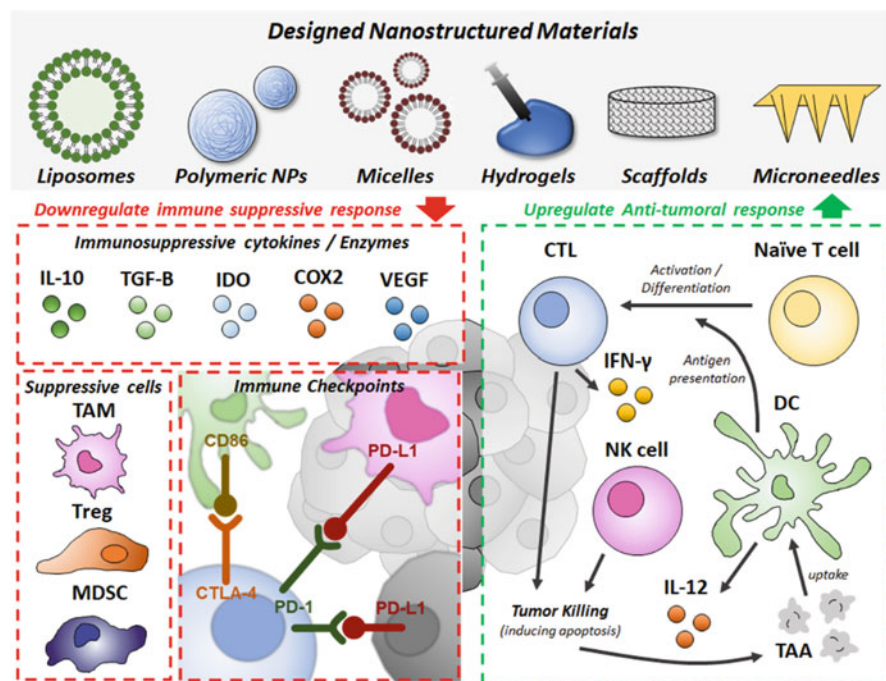 Designed Nanostructured Materials
Liposomes
Polymeric NPs
Micelles
Hydrogels
Scaffolds
Microneedles
Downregulate immune suppressive response
Upregulate Anti-tumoral response
Immunosuppressive cytokines / Enzymes
IL-10
TGF-B
IDO
COX2
VEGF
Suppressive cells
TAM
Treg
MDSC
Immune Checkpoints
CD86
PD-L1
CTLA-4
PD-1
PD-L1
CTL
Activation /
Differentiation
Naïve T cell
IFN-γ
Antigen
presentation
DC
NK cell
IL-12
uptake
Tumor Killing
(inducing apoptosis)
TAA